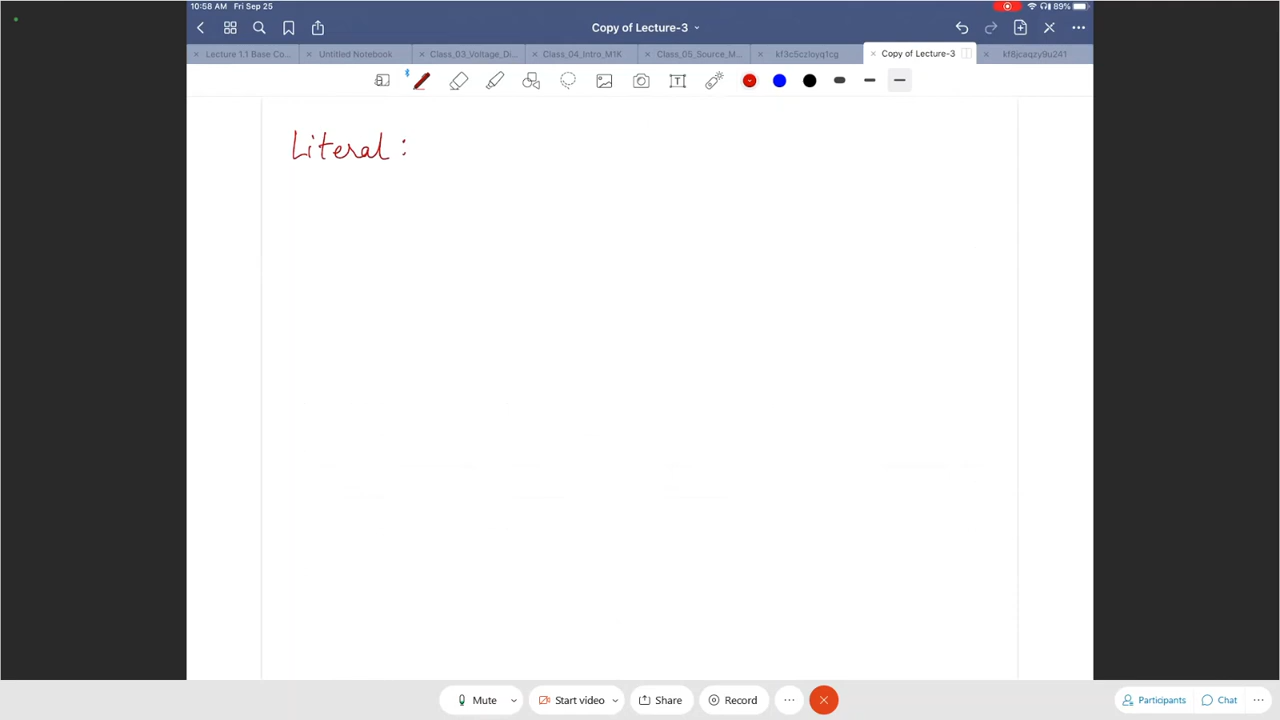 10:58 AM Fri Sep 25
89%
Copy of Lecture-3
Lecture 1.1 Base Co...
Untitled Notebook
Class_03_Voltage_Di...
Class_04_Intro_M1K
Class_05_Source_M...
kf3c5czloyq1cg
Copy of Lecture-3
kf6jcaqzy9u241
Literal :
Mute
Start video
Share
Record
Participants
Chat